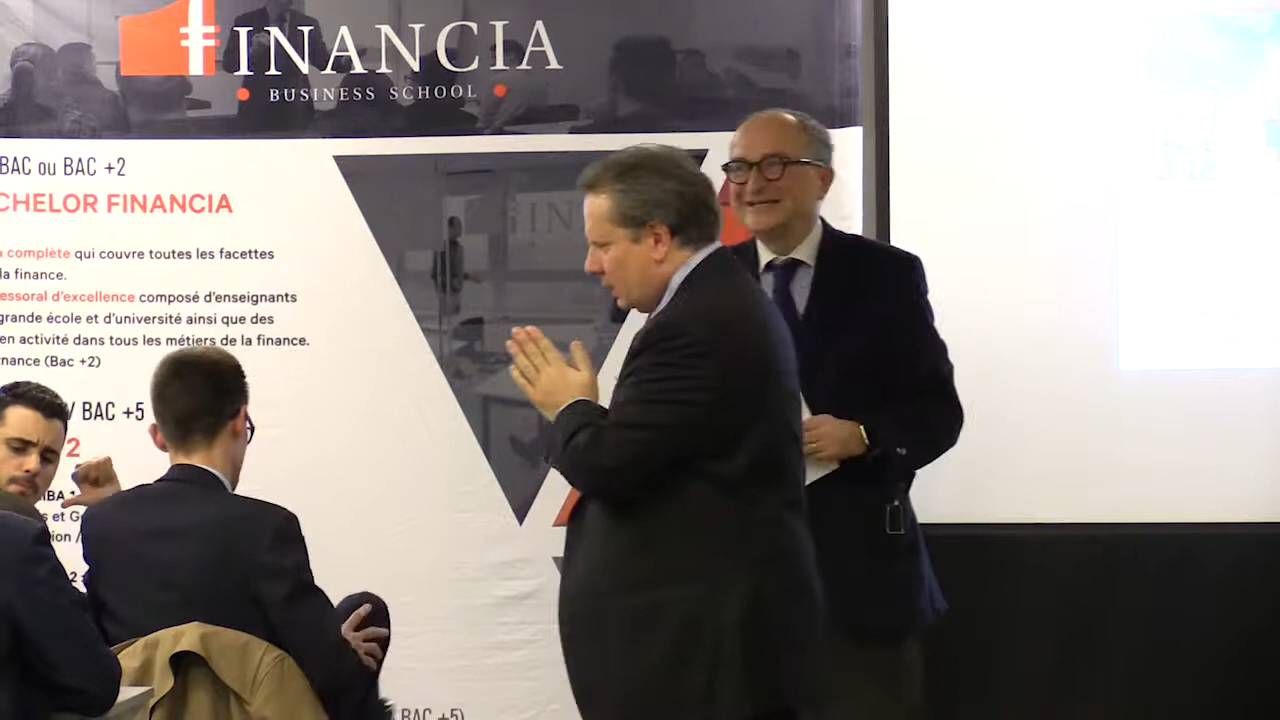 FINANCIA
BUSINESS SCHOOL
BAC ou BAC +2
CHELOR FINANCIA
complète qui couvre toutes les facettes
la finance.
essoral d'excellence composé d'enseignants
grande école et d'université ainsi que des
en activité dans tous les métiers de la finance.
nance (Bac +2)
/ BAC +5
2
BAC +5)